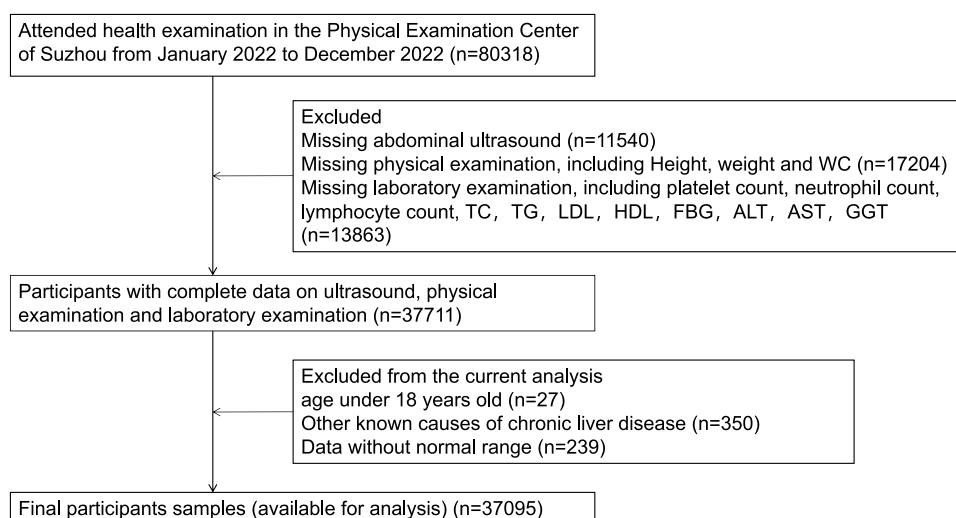 Attended health examination in the Physical Examination Center
of Suzhou from January 2022 to December 2022 (n=80318)
Excluded
Missing abdominal ultrasound (n=11540)
Missing physical examination, including Height, weight and WC (n=17204)
Missing laboratory examination, including platelet count, neutrophil count,
lymphocyte count, TC, TG, LDL, HDL, FBG, ALT, AST, GGT
(n=13863)
Participants with complete data on ultrasound, physical
examination and laboratory examination (n=37711)
Excluded from the current analysis
age under 18 years old (n=27)
Other known causes of chronic liver disease (n=350)
Data without normal range (n=239)
Final participants samples (available for analysis) (n=37095)